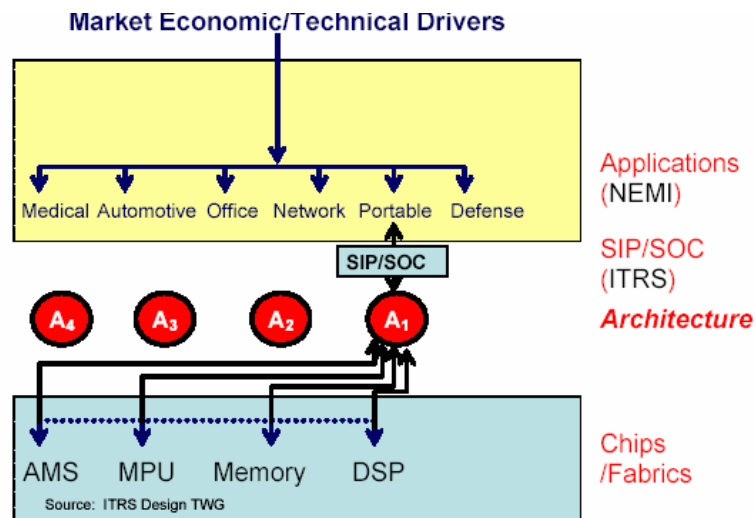 Market Economic/Technical Drivers
Medical Automotive Office Network Portable Defense
Applications
(NEMI)
SIP/SOC
SIP/SOC
(ITRS)
A4 A3 A2 A1
Architecture
AMS MPU Memory DSP
Chips
/Fabrics
Source: ITRS Design TWG